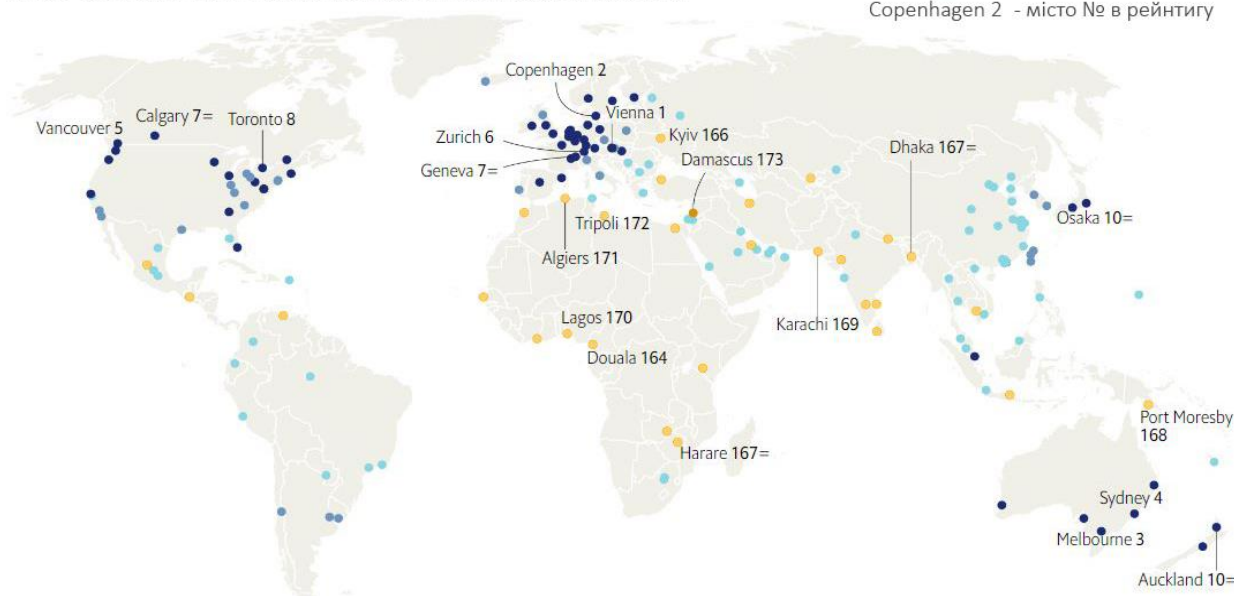 Copenhagen 2 - місто № в рейнтигу
Copenhagen 2
Vienna 1
Calgary 7=
Toronto 8
Vancouver 5
Zurich 6
Kyiv 166
Dhaka 167=
Damascus 173
Geneva 7=
Osaka 10=
Tripoli 172
Algiers 171
Lagos 170
Karachi 169
Douala 164
Port Moresby
168
Harare 167=
Sydney 4
Melbourne 3
Auckland 10=